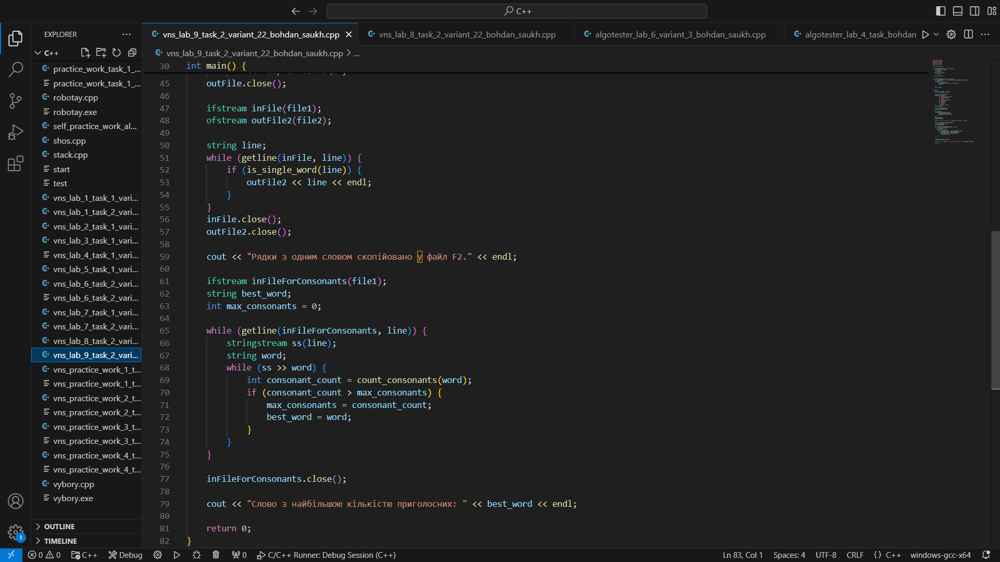 C++
EXPLORER
C++
practice_work_task_1_...
practice_work_task_1_...
robotay.cpp
robotay.exe
self_practice_work_al...
shos.cpp
stack.cpp
start
test
vns_lab_1_task_1_vari...
vns_lab_1_task_2_vari...
vns_lab_2_task_1_vari...
vns_lab_3_task_1_vari...
vns_lab_4_task_1_vari...
vns_lab_5_task_1_vari...
vns_lab_6_task_2_vari...
vns_lab_6_task_2_vari...
vns_lab_7_task_1_vari...
vns_lab_7_task_2_vari...
vns_lab_8_task_2_vari...
vns_lab_9_task_2_vari...
vns_practice_work_1_t...
vns_practice_work_1_t...
vns_practice_work_2_t...
vns_practice_work_2_t...
vns_practice_work_3_t...
vns_practice_work_3_t...
vns_practice_work_4_t...
vns_practice_work_4_t...
vybory.cpp
vybory.exe
OUTLINE
TIMELINE
vns_lab_9_task_2_variant_22_bohdan_saukh.cpp
vns_lab_8_task_2_variant_22_bohdan_saukh.cpp
algotester_lab_6_variant_3_bohdan_saukh.cpp
algotester_lab_4_task_bohdan
vns_lab_9_task_2_variant_22_bohdan_saukh.cpp > ...
30 int main() {
45 outFile.close();
46
47 ifstream inFile(file1);
48 ofstream outFile2(file2);
49
50 string line;
51 while (getline(inFile, line)) {
52 if (is_single_word(line)) {
53 outFile2 << line << endl;
54 }
55 }
56 inFile.close();
57 outFile2.close();
58
59 cout << "Рядки з одним словом скопійовано у файл F2." << endl;
60
61 ifstream inFileForConsonants(file1);
62 string best_word;
63 int max_consonants = 0;
64
65 while (getline(inFileForConsonants, line)) {
66 stringstream ss(line);
67 string word;
68 while (ss >> word) {
69 int consonant_count = count_consonants(word);
70 if (consonant_count > max_consonants) {
71 max_consonants = consonant_count;
72 best_word = word;
73 }
74 }
75 }
76
77 inFileForConsonants.close();
78
79 cout << "Слово з найбільшою кількістю приголосних: " << best_word << endl;
80
81 return 0;
82 }
1
0 0 C++ Debug 0 C/C++ Runner: Debug Session (C++) Ln 83, Col 1 Spaces: 4 UTF-8 CRLF {} C++ windows-gcc-x64